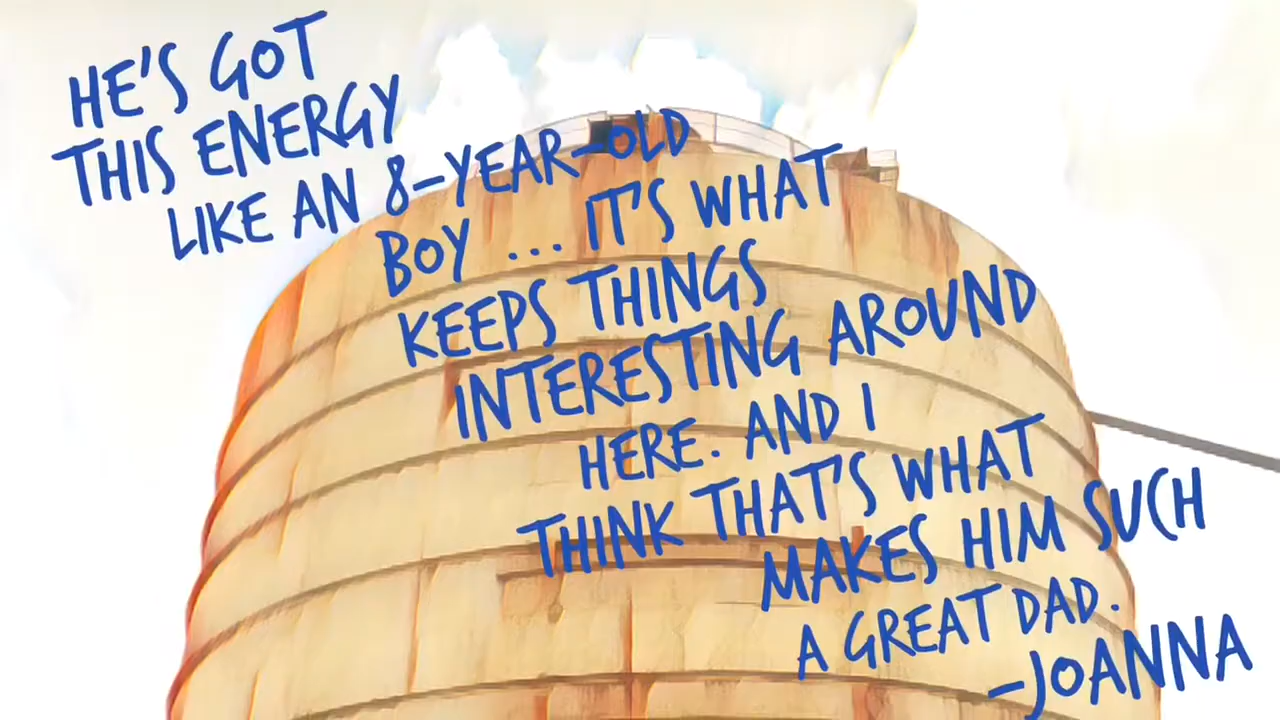 HE'S GOT
THIS ENERGY
LIKE AN 8-YEAR-OLD
BOY ... IT'S WHAT
KEEPS THINGS
INTERESTING AROUND
HERE. AND I
THINK THAT'S WHAT
MAKES HIM SUCH
A GREAT DAD.
-JOANNA